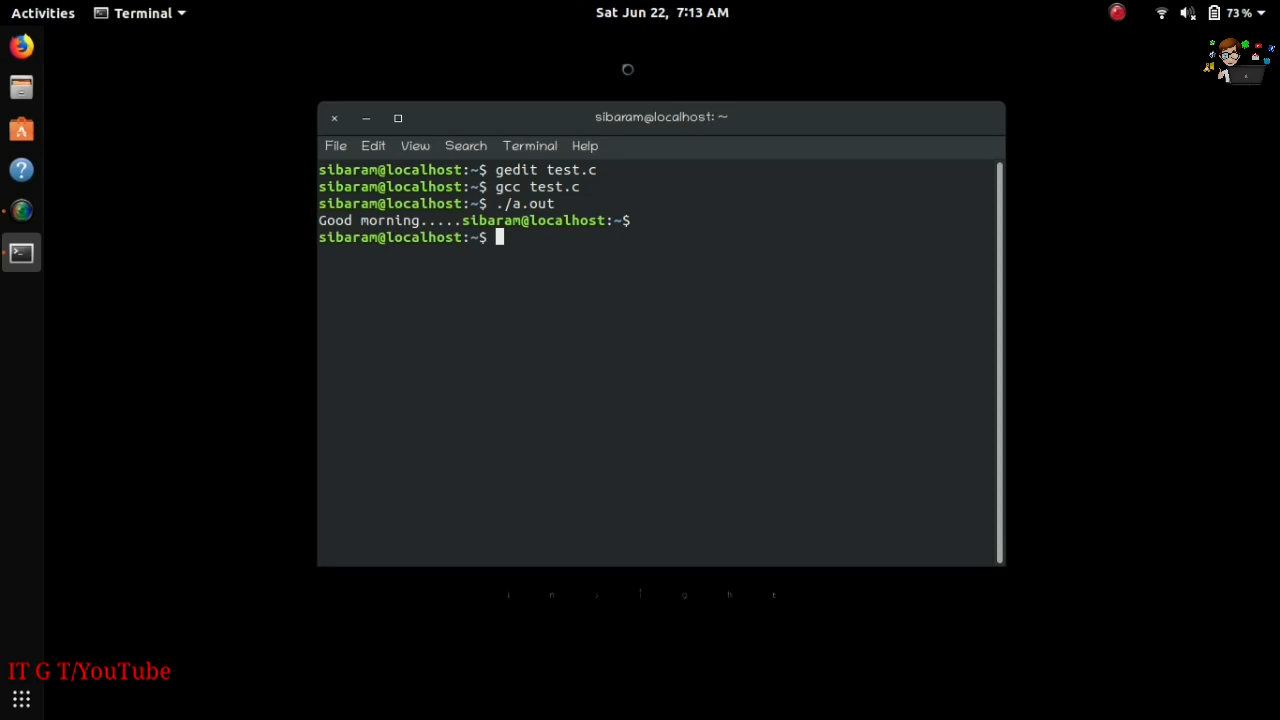 Activities Terminal Sat Jun 22, 7:13 AM 73%
sibaram@localhost: ~
File Edit View Search Terminal Help
sibaram@localhost:~$ gedit test.c
sibaram@localhost:~$ gcc test.c
sibaram@localhost:~$ ./a.out
Good morning.....sibaram@localhost:~$
sibaram@localhost:~$
i n i l g h t
IT G T/YouTube